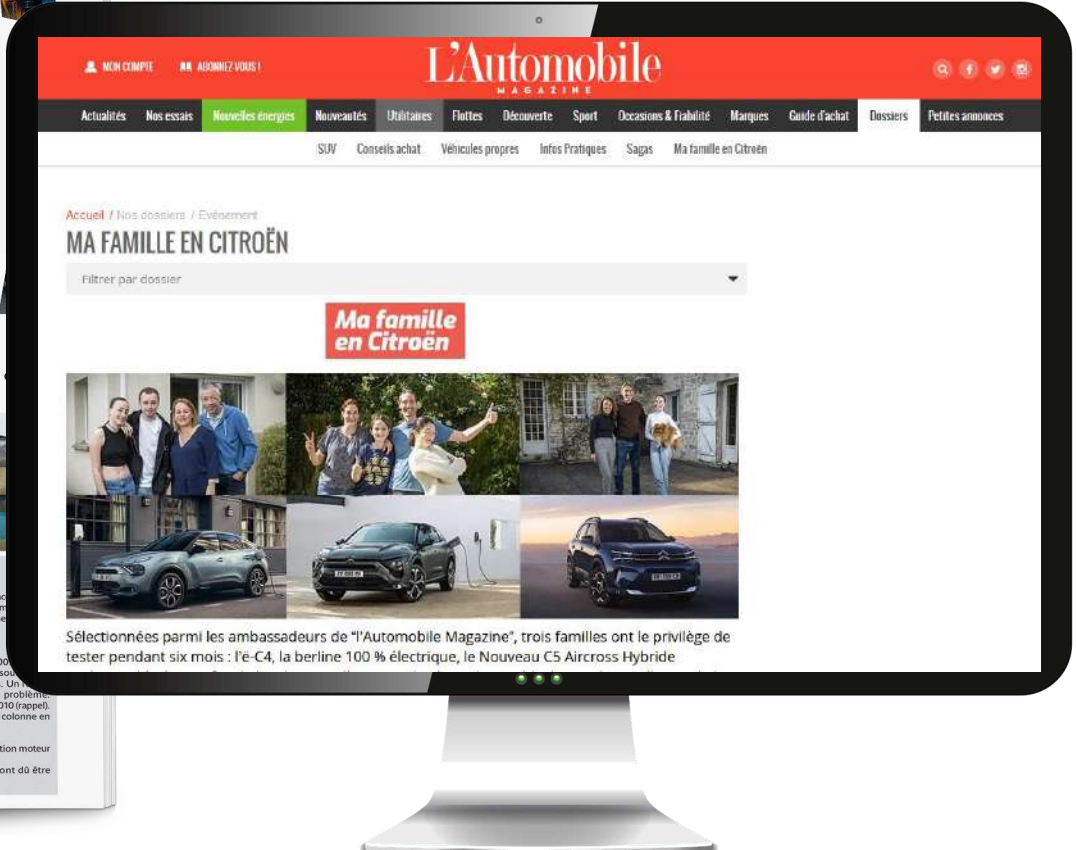 MON COMPTE
ABONNEZ-VOUS !
L'Automobile
MAGAZINE
Actualités Nos essais Nouvelles énergies Nouveautés Utilitaires Flottes Découverte Sport Occasions & Fiabilité Marques Guide d'achat Dossiers Petites annonces
SUV Conseils achat Véhicules propres Infos Pratiques Sagas Ma famille en Citroën
Accueil / Nos dossiers / Evénement
MA FAMILLE EN CITROËN
Filtrer par dossier
Ma famille
en Citroën
Sélectionnées parmi les ambassadeurs de "l'Automobile Magazine", trois familles ont le privilège de
tester pendant six mois : l'ë-C4, la berline 100 % électrique, le Nouveau C5 Aircross Hybride
problème.
010 (rappel).
colonne en
tion moteur
ont dû être